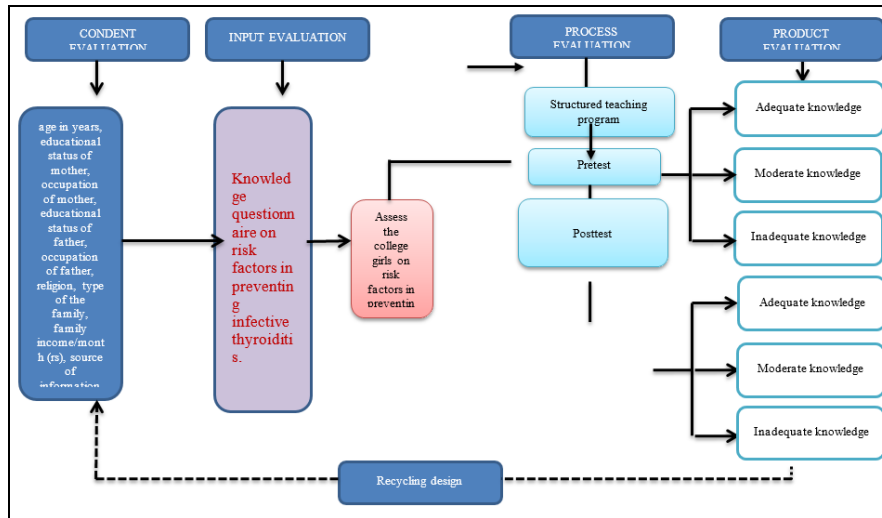 CONDENT
EVALUATION
INPUT EVALUATION
PROCESS
EVALUATION
PRODUCT
EVALUATION
age in years,
educational
status of
mother,
occupation
of mother,
educational
status of
father,
occupation
of father,
religion, type
of the
family,
family
income/mont
h (rs), source
of
information
Knowled
ge
questionn
aire on
risk
factors in
preventin
g
infective
thyroiditi
s.
Assess
the
college
girls on
risk
factors in
preventin
Structured teaching
program
Pretest
Posttest
Adequate knowledge
Moderate knowledge
Inadequate knowledge
Adequate knowledge
Moderate knowledge
Inadequate knowledge
Recycling design